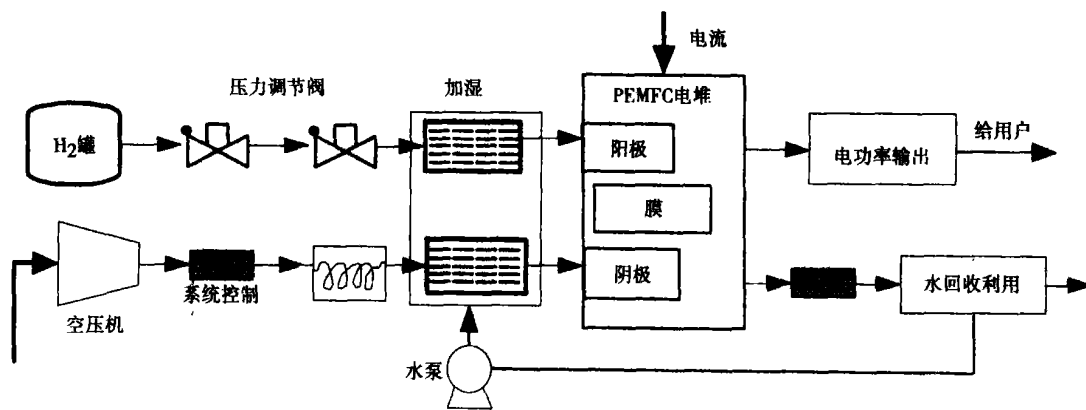 电流
压力调节阀
加湿
PEMFC电堆
H₂罐
阳极
电功率输出
给用户
膜
阴极
系统控制
水回收利用
空压机
水泵